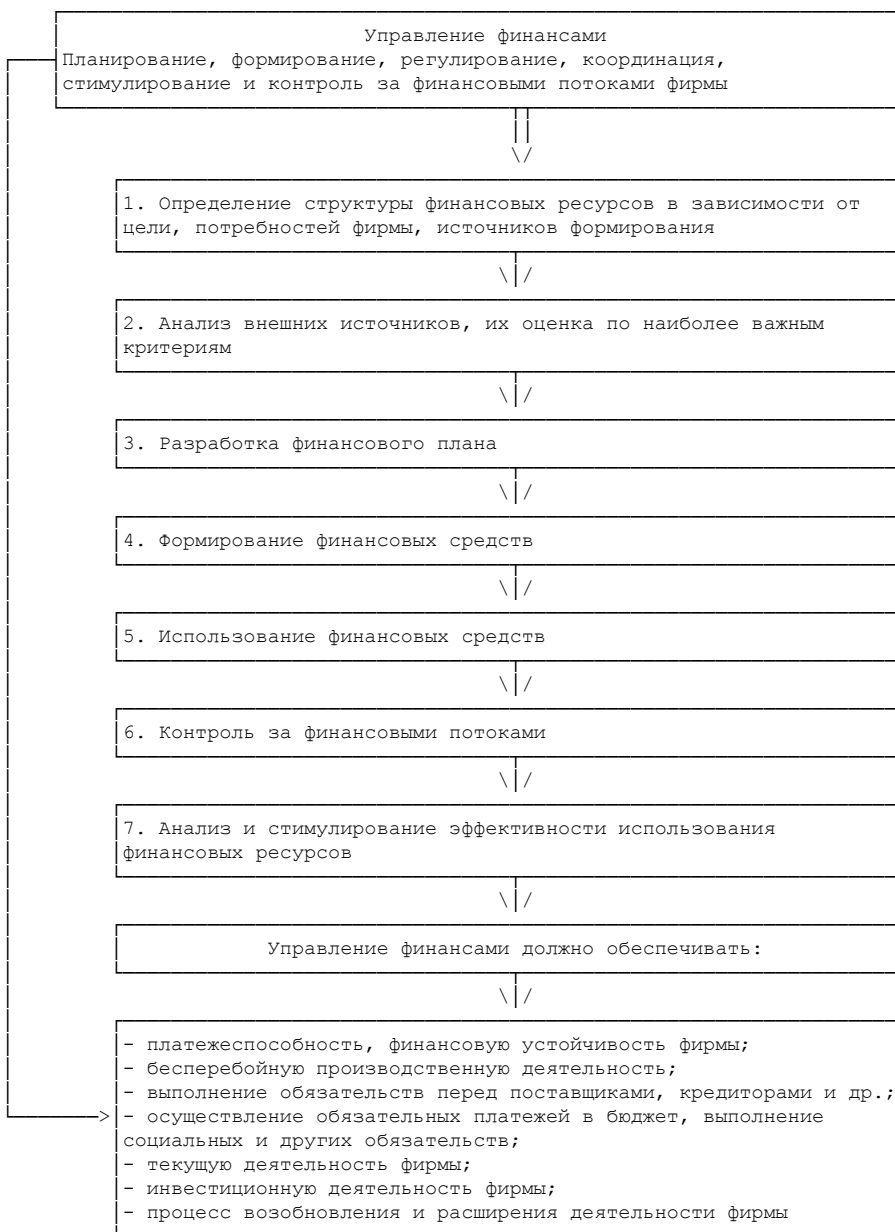 Управление финансами
Планирование, формирование, регулирование, координация,
стимулирование и контроль за финансовыми потоками фирмы
1. Определение структуры финансовых ресурсов в зависимости от
цели, потребностей фирмы, источников формирования
2. Анализ внешних источников, их оценка по наиболее важным
критериям
3. Разработка финансового плана
4. Формирование финансовых средств
5. Использование финансовых средств
6. Контроль за финансовыми потоками
7. Анализ и стимулирование эффективности использования
финансовых ресурсов
Управление финансами должно обеспечивать:
- платежеспособность, финансовую устойчивость фирмы;
- бесперебойную производственную деятельность;
- выполнение обязательств перед поставщиками, кредиторами и др.;
- осуществление обязательных платежей в бюджет, выполнение
социальных и других обязательств;
- текущую деятельность фирмы;
- инвестиционную деятельность фирмы;
- процесс возобновления и расширения деятельности фирмы